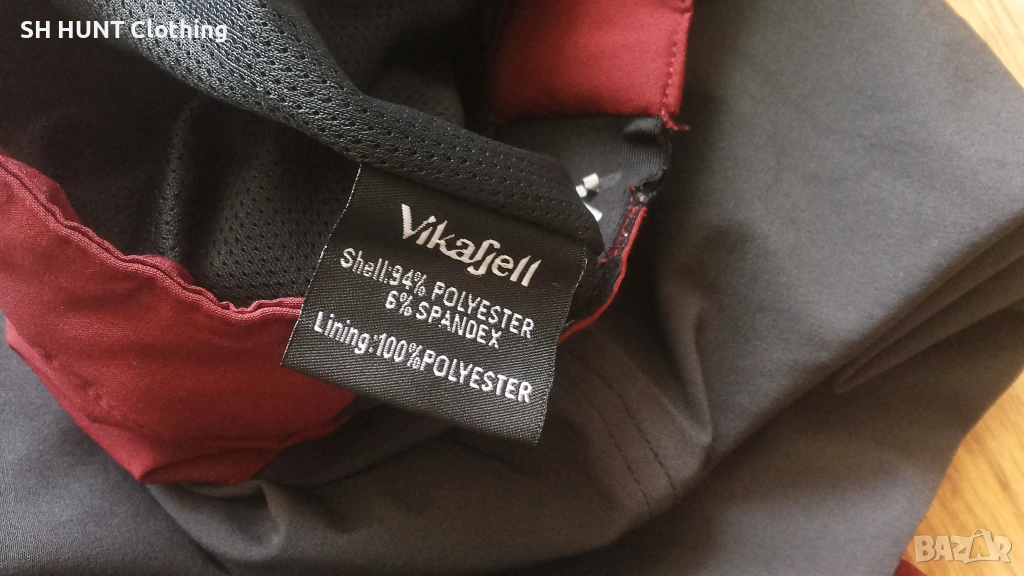 SH HUNT Clothing
Vikafjell
Shell:94% POLYESTER
6% SPANDEX
Lining:100%POLYESTER
BAZAR